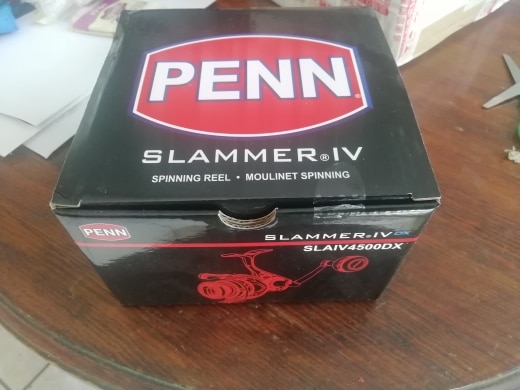 PENN
SLAMMER®IV
SPINNING REEL • MOULINET SPINNING
PENN
SLAMMER®IV DX
SLAIV4500DX